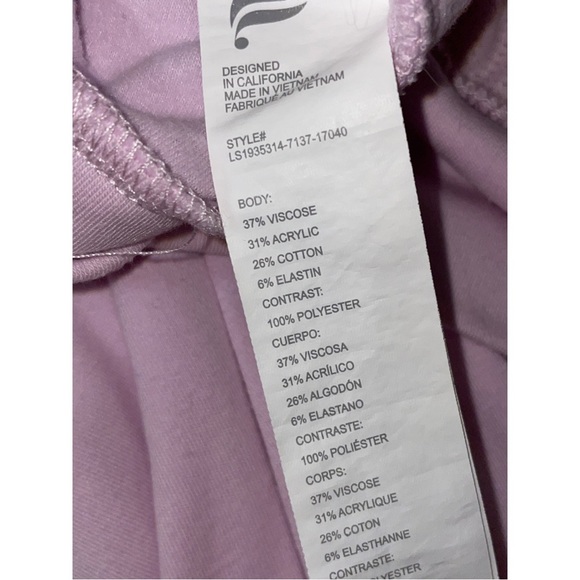 DESIGNED
IN CALIFORNIA
MADE IN VIETNAM
FABRIQUE AU VIETNAM
STYLE#
LS1935314-7137-17040
BODY:
37% VISCOSE
31% ACRYLIC
26% COTTON
6% ELASTIN
CONTRAST:
100% POLYESTER
CUERPO:
37% VISCOSA
31% ACRÍLICO
26% ALGODÓN
6% ELASTANO
CONTRASTE:
100% POLIÉSTER
CORPS:
37% VISCOSE
31% ACRYLIQUE
26% COTON
6% ELASTHANNE
CONTRASTE:
POLYESTER